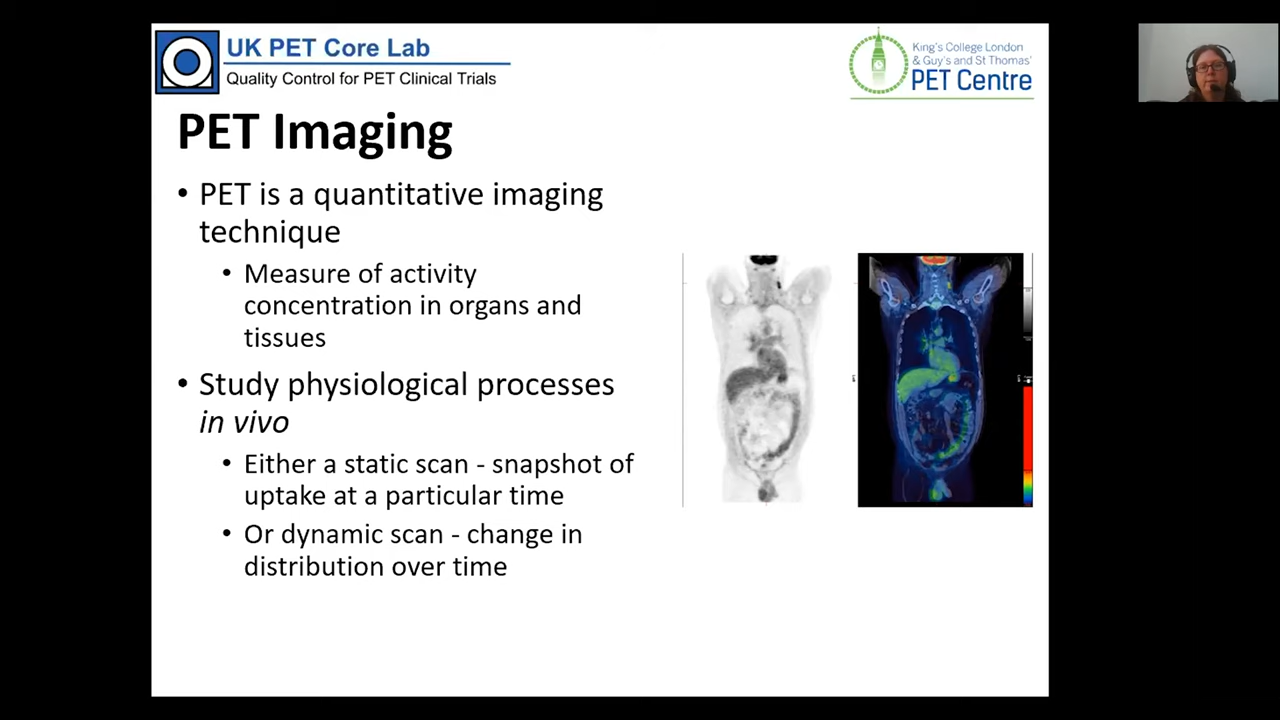 UK PET Core Lab
Quality Control for PET Clinical Trials
King's College London
& Guy's and St Thomas'
PET Centre
PET Imaging
• PET is a quantitative imaging
technique
• Measure of activity
concentration in organs and
tissues
• Study physiological processes
in vivo
• Either a static scan - snapshot of
uptake at a particular time
• Or dynamic scan - change in
distribution over time